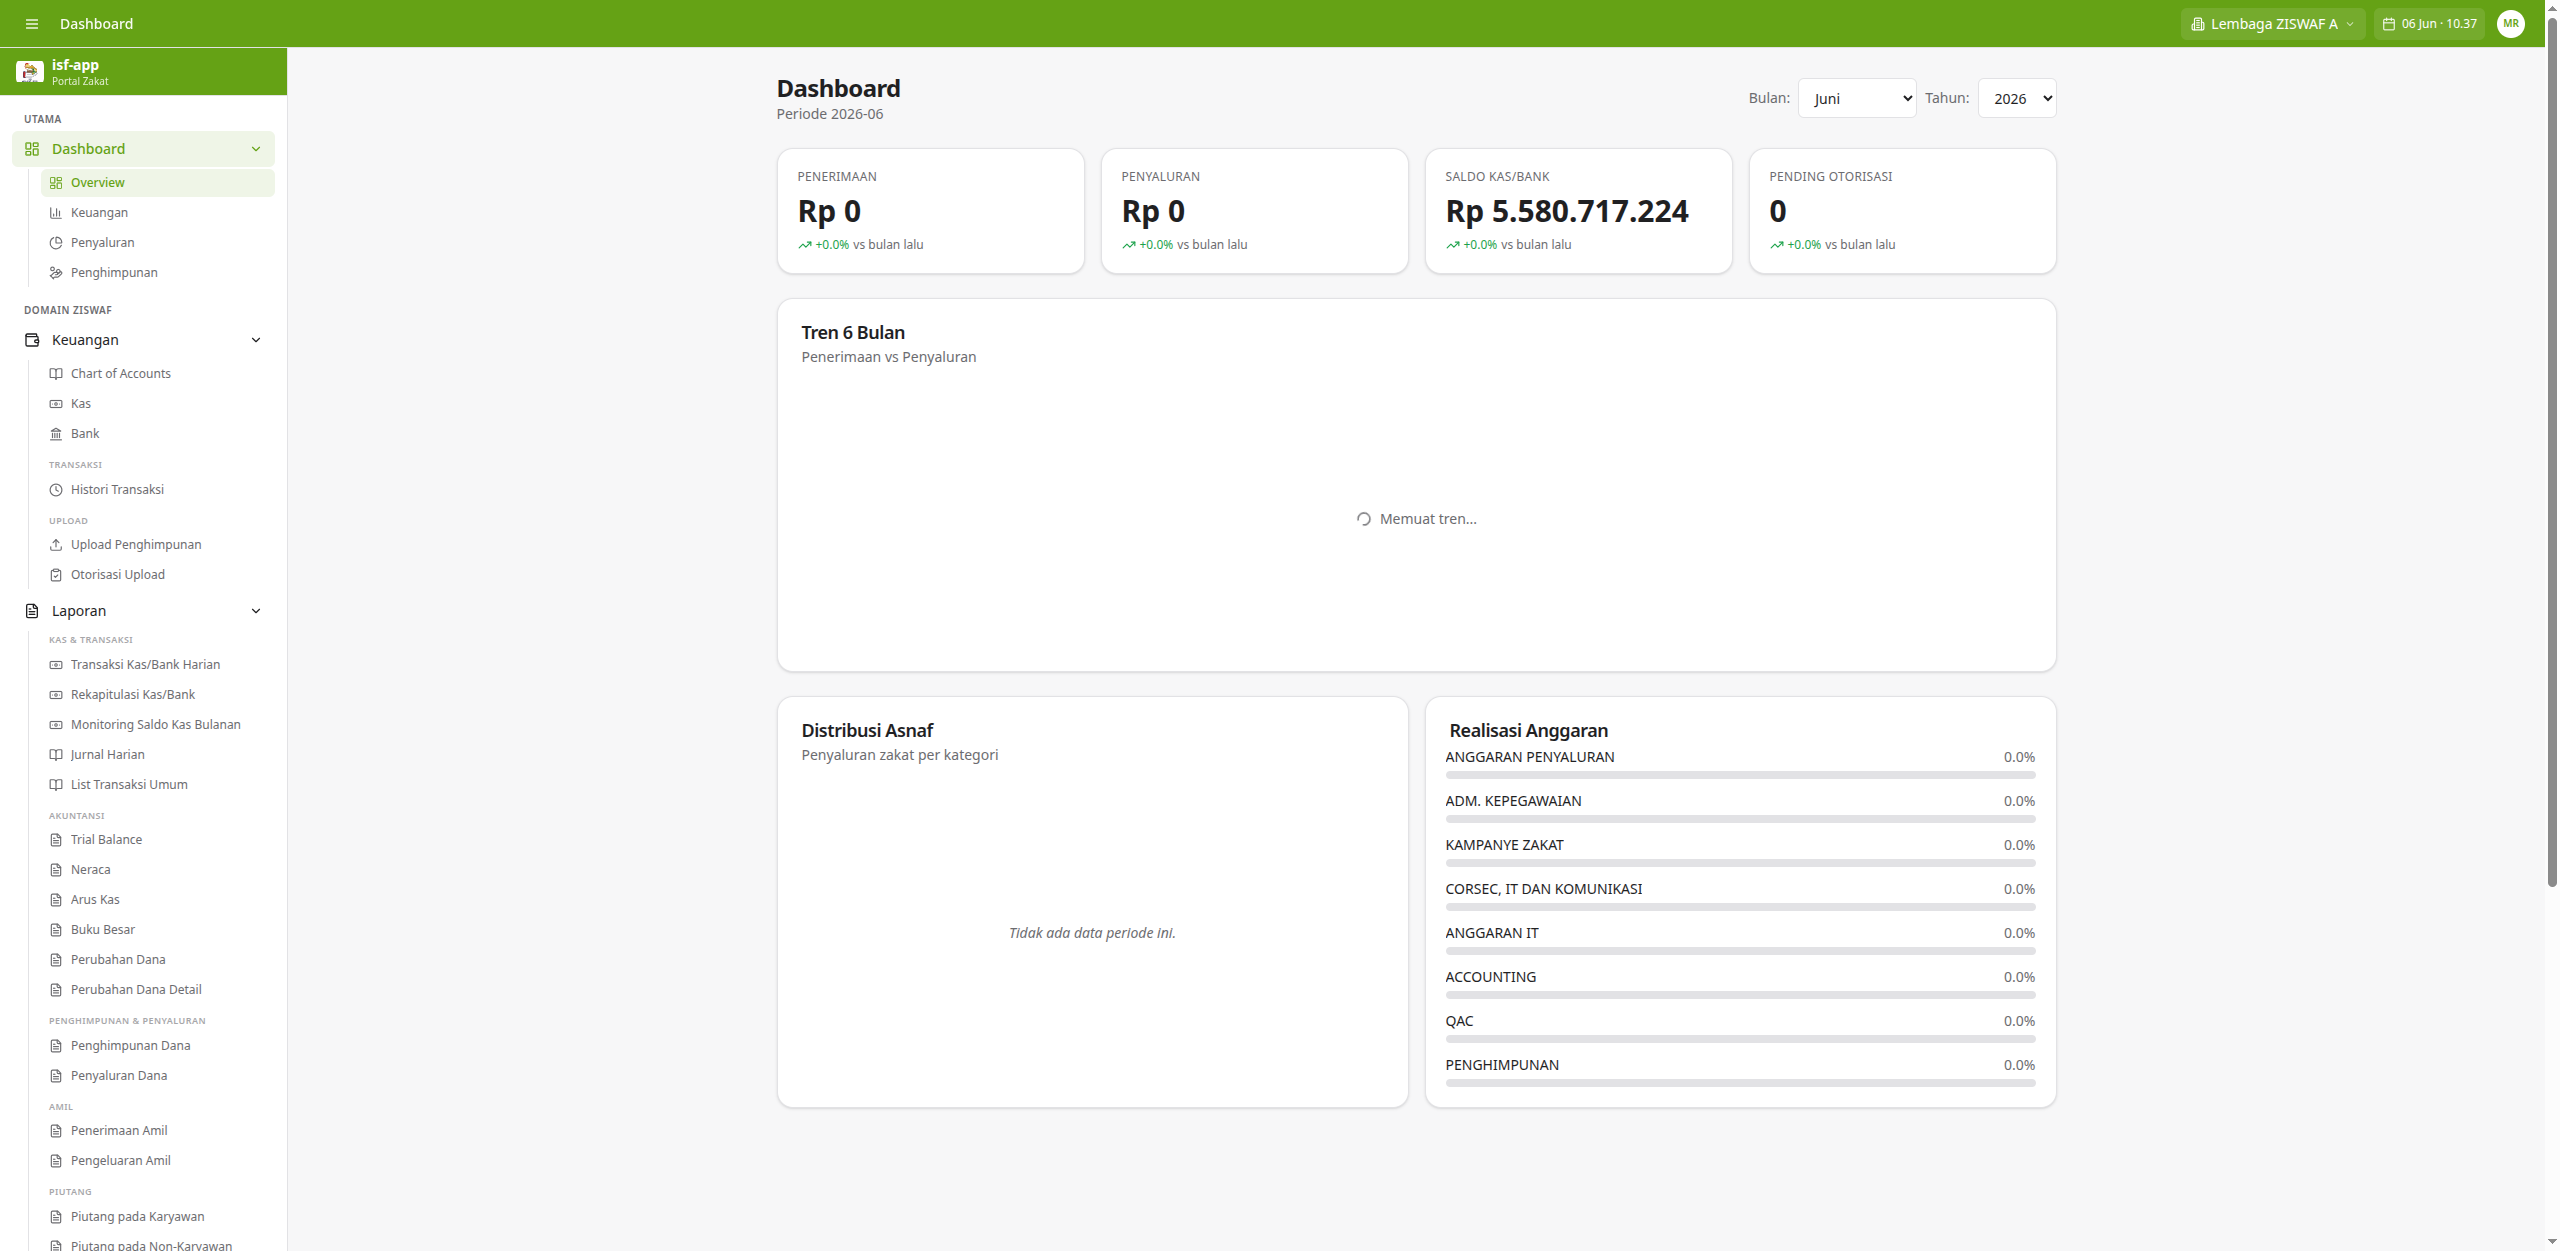 Dashboard
Lembaga ZISWAF A
06 Jun · 10.37
MR
isf-app
Portal Zakat
UTAMA
Dashboard
Overview
Keuangan
Penyaluran
Penghimpunan
DOMAIN ZISWAF
Keuangan
Chart of Accounts
Kas
Bank
TRANSAKSI
Histori Transaksi
UPLOAD
Upload Penghimpunan
Otorisasi Upload
Laporan
KAS & TRANSAKSI
Transaksi Kas/Bank Harian
Rekapitulasi Kas/Bank
Monitoring Saldo Kas Bulanan
Jurnal Harian
List Transaksi Umum
AKUNTANSI
Trial Balance
Neraca
Arus Kas
Buku Besar
Perubahan Dana
Perubahan Dana Detail
PENGHIMPUNAN & PENYALURAN
Penghimpunan Dana
Penyaluran Dana
AMIL
Penerimaan Amil
Pengeluaran Amil
PIUTANG
Piutang pada Karyawan
Piutang pada Non-Karyawan
Dashboard
Periode 2026-06
Bulan: Juni Tahun: 2026
PENERIMAAN
Rp 0
+0.0% vs bulan lalu
PENYALURAN
Rp 0
+0.0% vs bulan lalu
SALDO KAS/BANK
Rp 5.580.717.224
+0.0% vs bulan lalu
PENDING OTORISASI
0
+0.0% vs bulan lalu
Tren 6 Bulan
Penerimaan vs Penyaluran
Memuat tren...
Distribusi Asnaf
Penyaluran zakat per kategori
Tidak ada data periode ini.
Realisasi Anggaran
ANGGARAN PENYALURAN 0.0%
ADM. KEPEGAWAIAN 0.0%
KAMPANYE ZAKAT 0.0%
CORSEC, IT DAN KOMUNIKASI 0.0%
ANGGARAN IT 0.0%
ACCOUNTING 0.0%
QAC 0.0%
PENGHIMPUNAN 0.0%